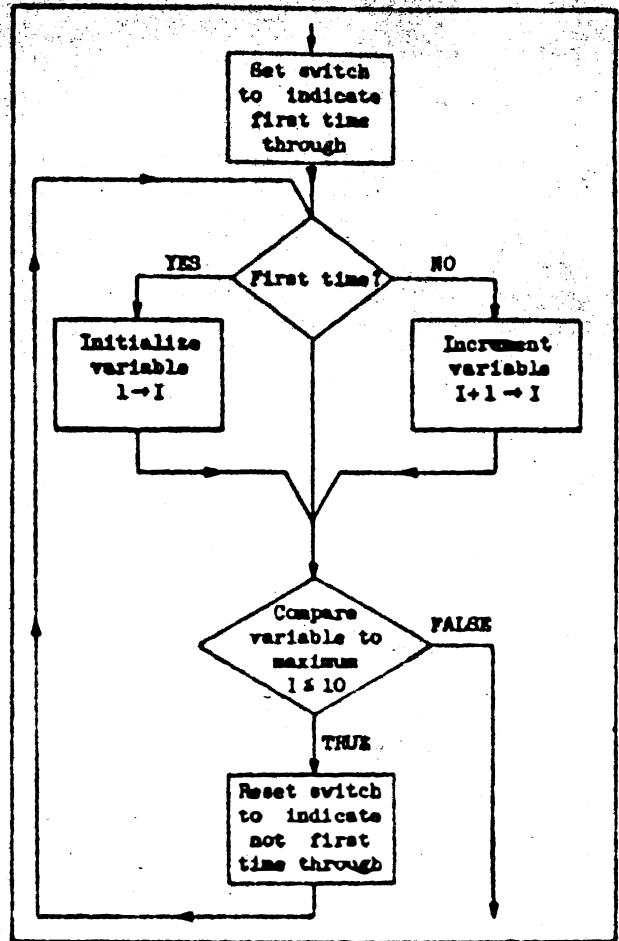 Set switch
to indicate
first time
through
First time?
YES
NO
Initialize
variable
1→I
Increment
variable
I+1→I
Compare
variable to
maximum
I≤10
FALSE
TRUE
Reset switch
to indicate
not first
time through